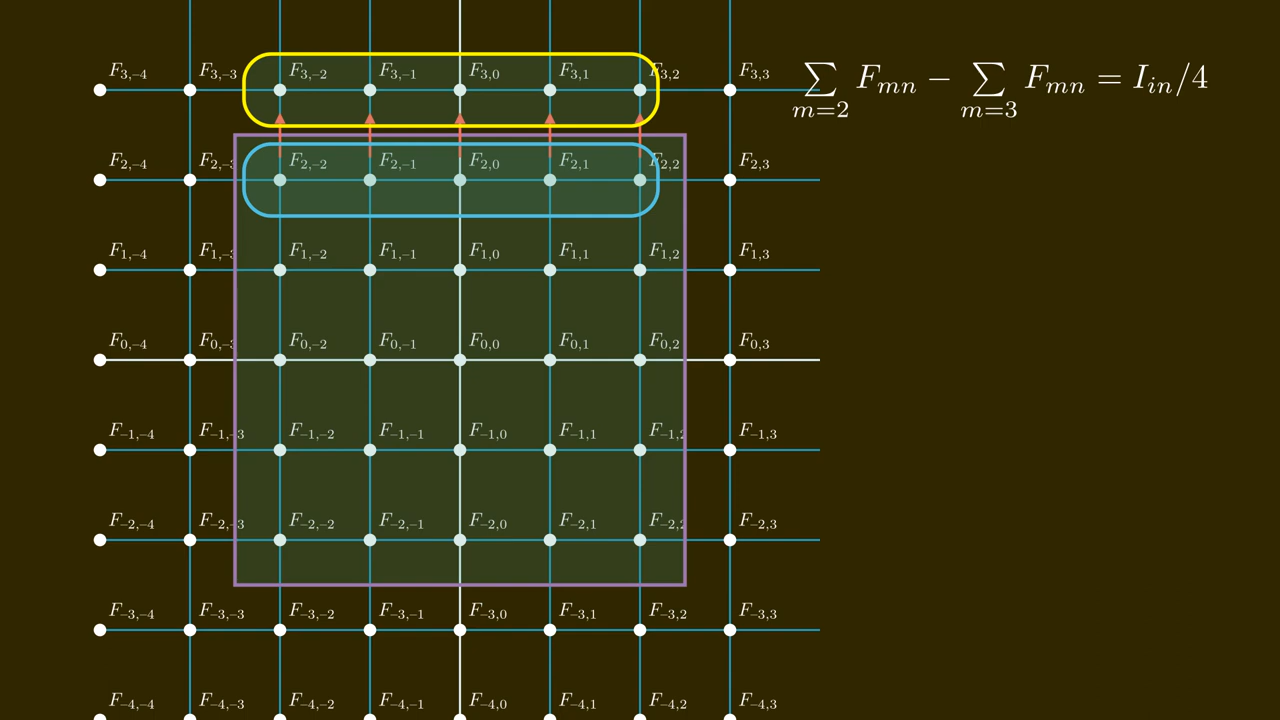 F₃,₋₄ F₃,₋₃ F₃,₋₂ F₃,₋₁ F₃,₀ F₃,₁ F₃,₂ F₃,₃
∑_{m=2} F_{mn} − ∑_{m=3} F_{mn} = I_{in}/4
F₂,₋₄ F₂,₋₃ F₂,₋₂ F₂,₋₁ F₂,₀ F₂,₁ F₂,₂ F₂,₃
F₁,₋₄ F₁,₋₃ F₁,₋₂ F₁,₋₁ F₁,₀ F₁,₁ F₁,₂ F₁,₃
F₀,₋₄ F₀,₋₃ F₀,₋₂ F₀,₋₁ F₀,₀ F₀,₁ F₀,₂ F₀,₃
F₋₁,₋₄ F₋₁,₋₃ F₋₁,₋₂ F₋₁,₋₁ F₋₁,₀ F₋₁,₁ F₋₁,₂ F₋₁,₃
F₋₂,₋₄ F₋₂,₋₃ F₋₂,₋₂ F₋₂,₋₁ F₋₂,₀ F₋₂,₁ F₋₂,₂ F₋₂,₃
F₋₃,₋₄ F₋₃,₋₃ F₋₃,₋₂ F₋₃,₋₁ F₋₃,₀ F₋₃,₁ F₋₃,₂ F₋₃,₃
F₋₄,₋₄ F₋₄,₋₃ F₋₄,₋₂ F₋₄,₋₁ F₋₄,₀ F₋₄,₁ F₋₄,₂ F₋₄,₃